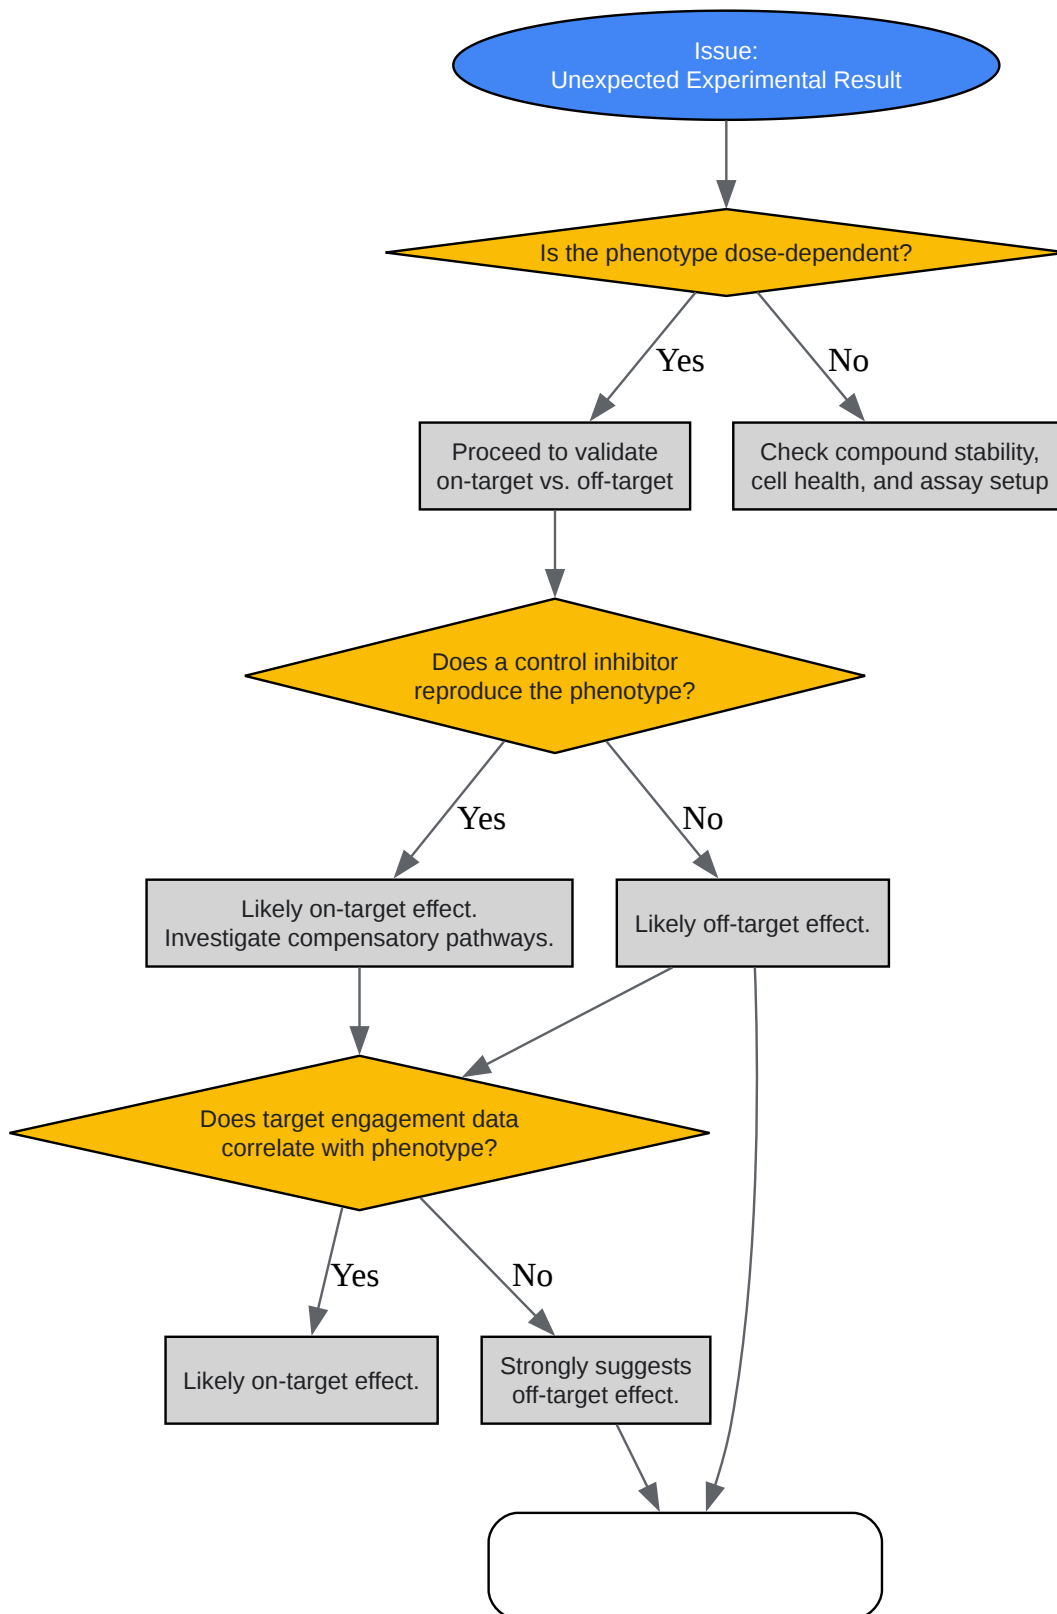 Issue:
Unexpected Experimental Result
Is the phenotype dose-dependent?
Yes
No
Proceed to validate
on-target vs. off-target
Check compound stability,
cell health, and assay setup
Does a control inhibitor
reproduce the phenotype?
Yes
No
Likely on-target effect.
Investigate compensatory pathways.
Likely off-target effect.
Does target engagement data
correlate with phenotype?
Yes
No
Likely on-target effect.
Strongly suggests
off-target effect.